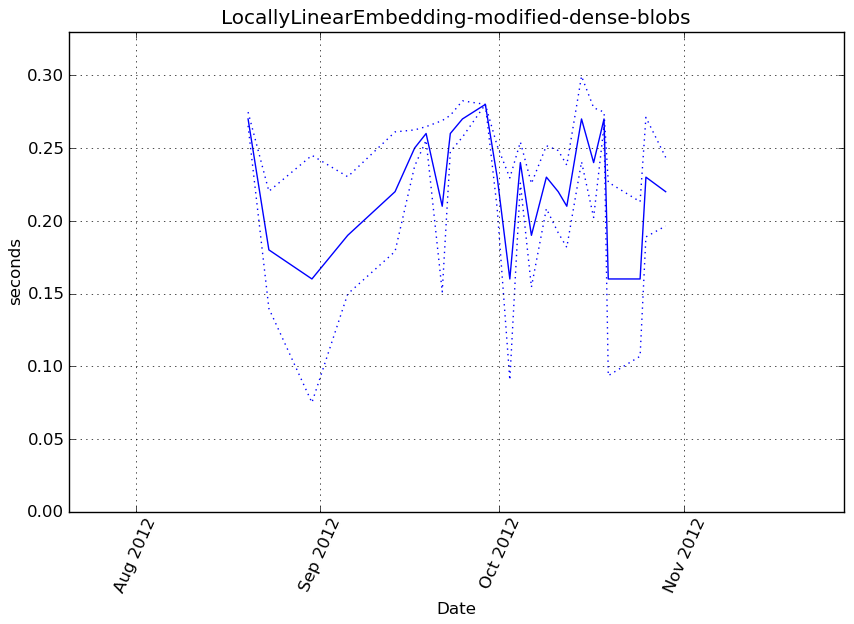 LocallyLinearEmbedding-modified-dense-blobs
seconds
0.30
0.25
0.20
0.15
0.10
0.05
0.00
Aug 2012
Sep 2012
Oct 2012
Nov 2012
Date